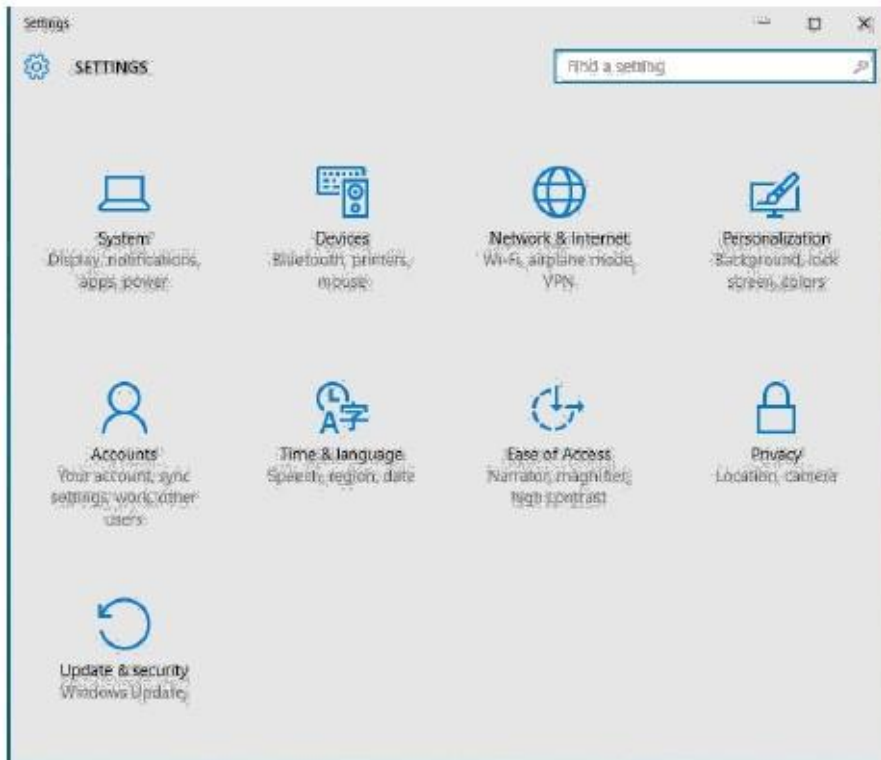 Settings
SETTINGS
Find a setting
System
Display, notifications,
apps, power
Devices
Bluetooth, printers,
mouse
Network & Internet
Wi-Fi, airplane mode,
VPN
Personalization
Background, lock
screen, colors
Accounts
Your account, sync
settings, work, other
users
Time & language
Speech, region, date
Ease of Access
Narrator, magnifier,
high contrast
Privacy
Location, camera
Update & security
Windows Update